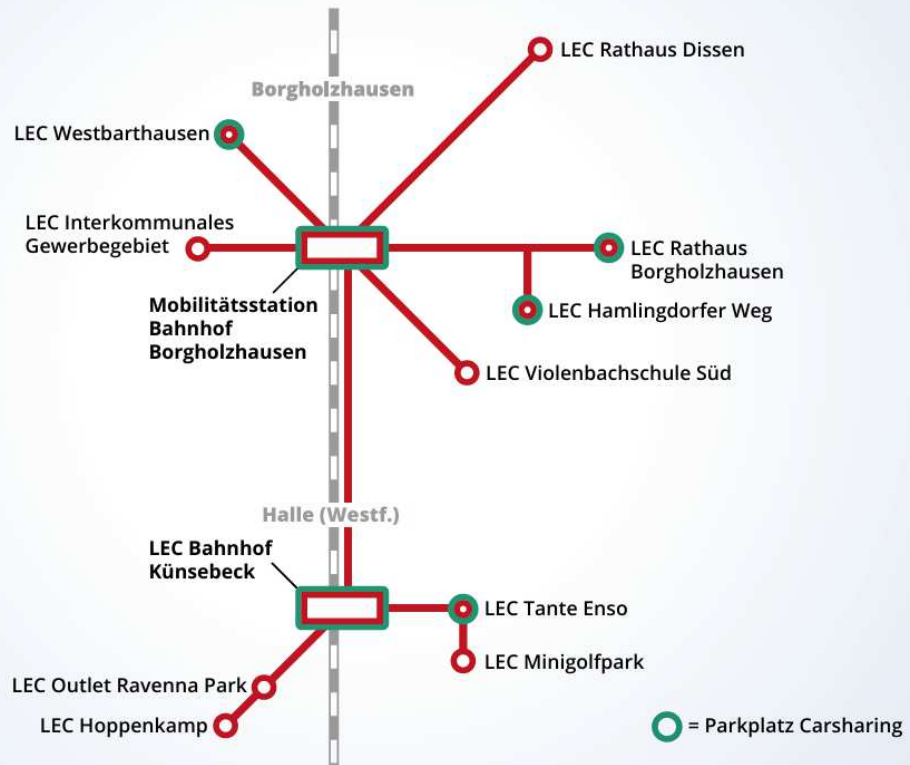 LEC Rathaus Dissen
Borgholzhausen
LEC Westbarthausen
LEC Interkommunales
Gewerbegebiet
LEC Rathaus
Borgholzhausen
Mobilitätsstation
Bahnhof
Borgholzhausen
LEC Hamlingdorfer Weg
LEC Violenbachschule Süd
Halle (Westf.)
LEC Bahnhof
Künsebeck
LEC Tante Enso
LEC Minigolfpark
LEC Outlet Ravenna Park
LEC Hoppenkamp
= Parkplatz Carsharing